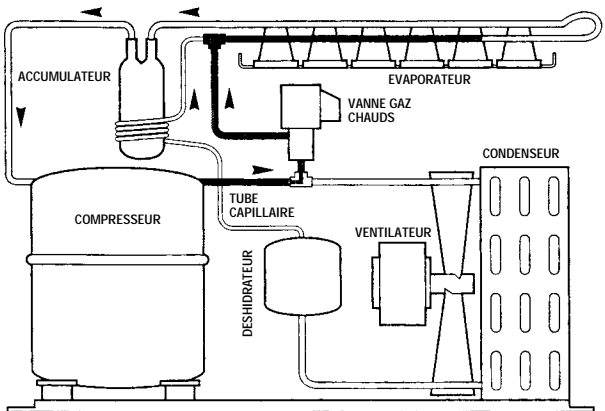 ACCUMULATEUR
EVAPORATEUR
VANNE GAZ
CHAUDS
CONDENSEUR
TUBE
CAPILLAIRE
COMPRESSEUR
VENTILATEUR
DESHIDRATEUR